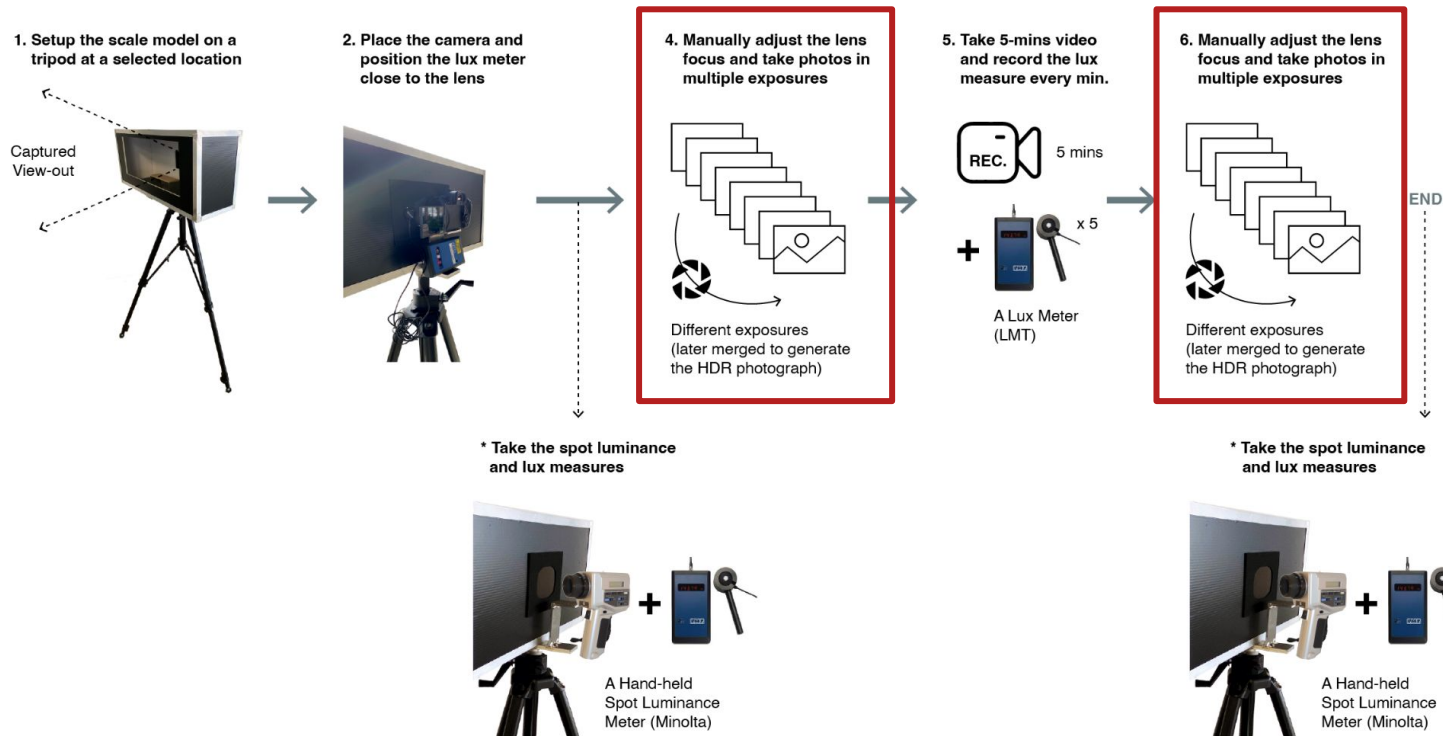 1. Setup the scale model on a
tripod at a selected location
Captured
View-out
2. Place the camera and
position the lux meter
close to the lens
4. Manually adjust the lens
focus and take photos in
multiple exposures
Different exposures
(later merged to generate
the HDR photograph)
5. Take 5-mins video
and record the lux
measure every min.
REC.
5 mins
+
x 5
A Lux Meter
(LMT)
6. Manually adjust the lens
focus and take photos in
multiple exposures
Different exposures
(later merged to generate
the HDR photograph)
END
* Take the spot luminance
and lux measures
+
A Hand-held
Spot Luminance
Meter (Minolta)
* Take the spot luminance
and lux measures
+
A Hand-held
Spot Luminance
Meter (Minolta)